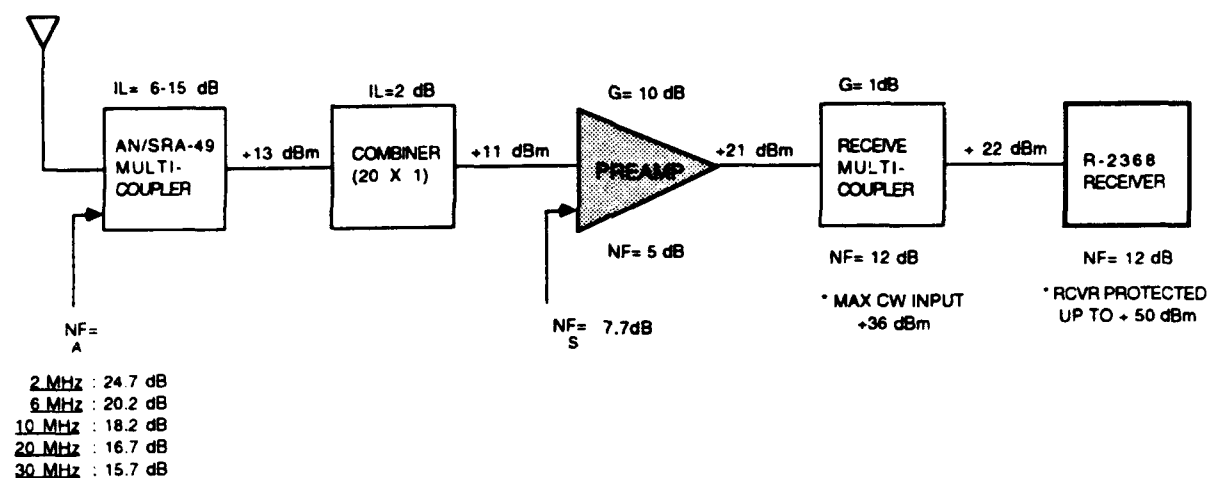 IL= 6-15 dB
AN/SRA-49
MULTI-
COUPLER
+13 dBm
IL=2 dB
COMBINER
(20 X 1)
+11 dBm
G= 10 dB
PREAMP
NF= 5 dB
+21 dBm
G= 1dB
RECEIVE
MULTI-
COUPLER
NF= 12 dB
* MAX CW INPUT
+36 dBm
+ 22 dBm
R-2368
RECEIVER
NF= 12 dB
* RCVR PROTECTED
UP TO + 50 dBm
NF=
A
NF= 7.7dB
S
2 MHz : 24.7 dB
6 MHz : 20.2 dB
10 MHz : 18.2 dB
20 MHz : 16.7 dB
30 MHz : 15.7 dB